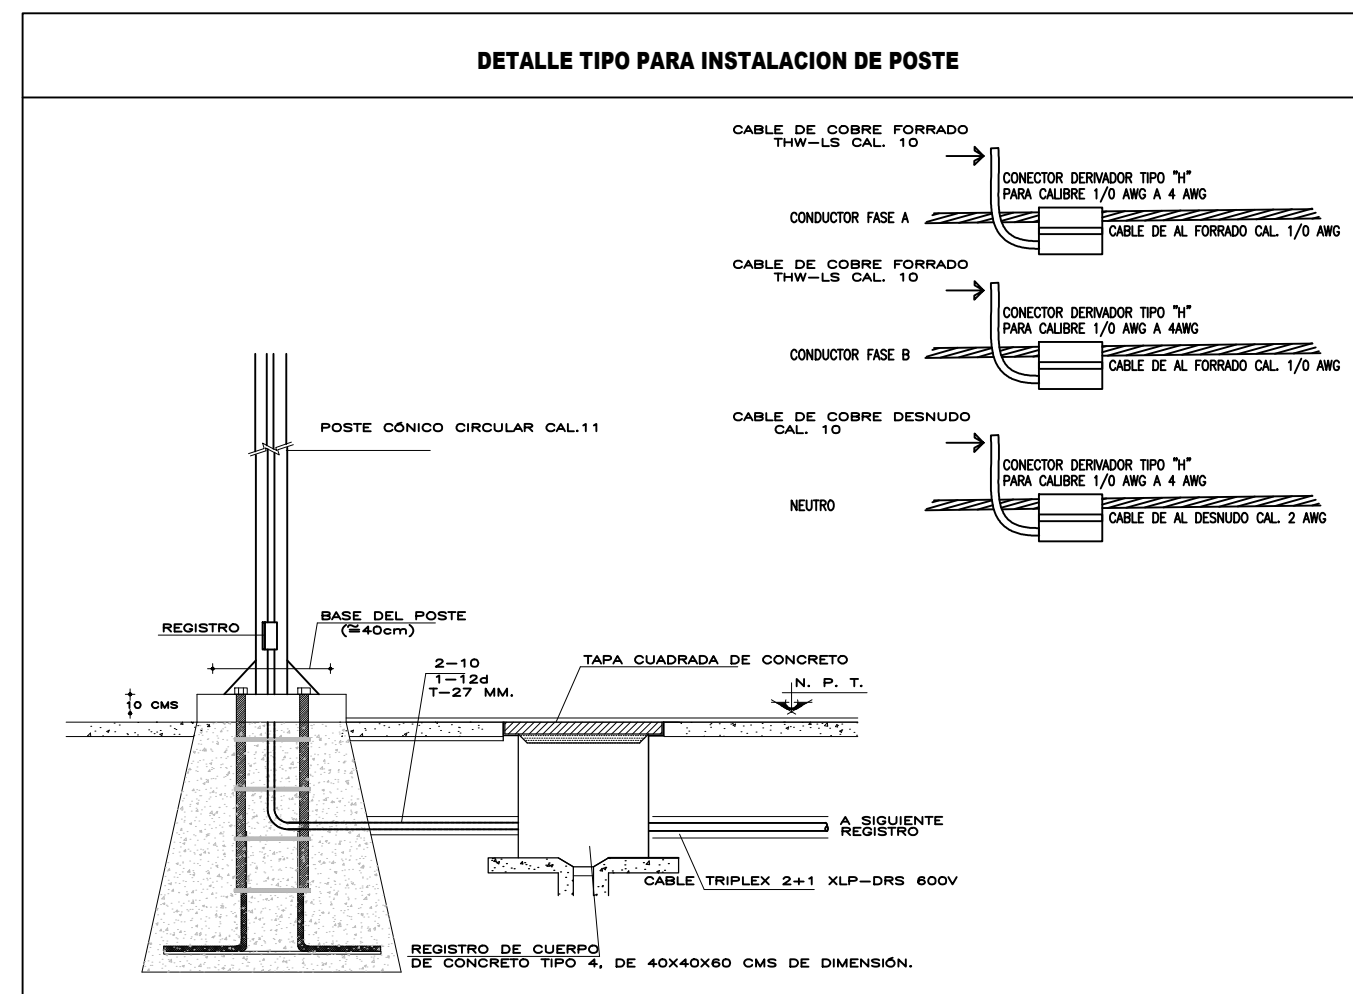 DETALLE TIPO PARA INSTALACION DE POSTE
CABLE DE COBRE FORRADO
THW-LS CAL. 10
CONECTOR DERIVADOR TIPO "H"
PARA CALIBRE 1/0 AWG A 4 AWG
CONDUCTOR FASE A
CABLE DE AL FORRADO CAL. 1/0 AWG
CABLE DE COBRE FORRADO
THW-LS CAL. 10
CONECTOR DERIVADOR TIPO "H"
PARA CALIBRE 1/0 AWG A 4AWG
CONDUCTOR FASE B
CABLE DE AL FORRADO CAL. 1/0 AWG
CABLE DE COBRE DESNUDO
CAL. 10
CONECTOR DERIVADOR TIPO "H"
PARA CALIBRE 1/0 AWG A 4 AWG
NEUTRO
CABLE DE AL DESNUDO CAL. 2 AWG
POSTE CÓNICO CIRCULAR CAL.11
REGISTRO
BASE DEL POSTE
(≅40cm)
2-10
1-12d
T-27 MM.
TAPA CUADRADA DE CONCRETO
N. P. T.
10 CMS
A SIGUIENTE
REGISTRO
CABLE TRIPLEX 2+1 XLP-DRS 600V
REGISTRO DE CUERPO
DE CONCRETO TIPO 4, DE 40X40X60 CMS DE DIMENSIÓN.